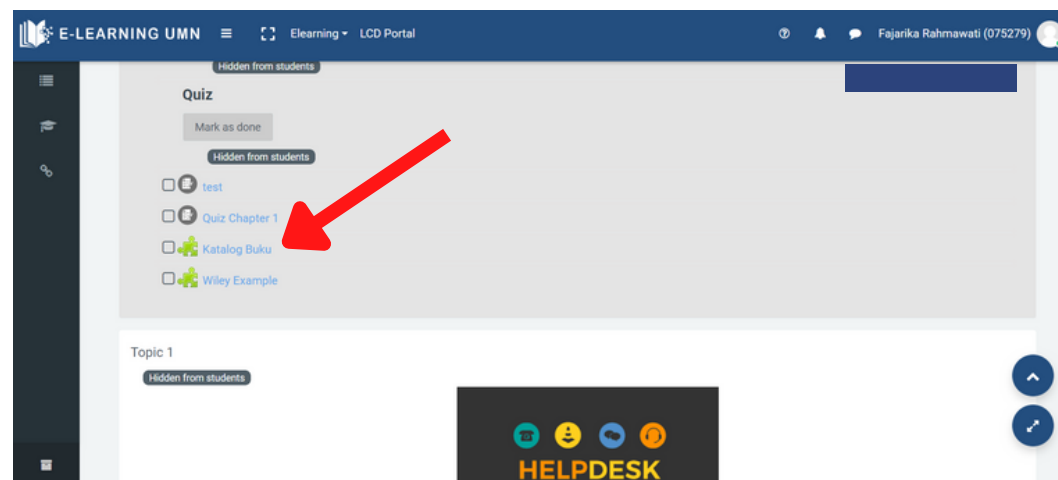 E-LEARNING UMN Elearning LCD Portal Fajarika Rahmawati (075279)
Hidden from students
Quiz
Mark as done
Hidden from students
test
Quiz Chapter 1
Katalog Buku
Wiley Example
Topic 1
Hidden from students
HELPDESK